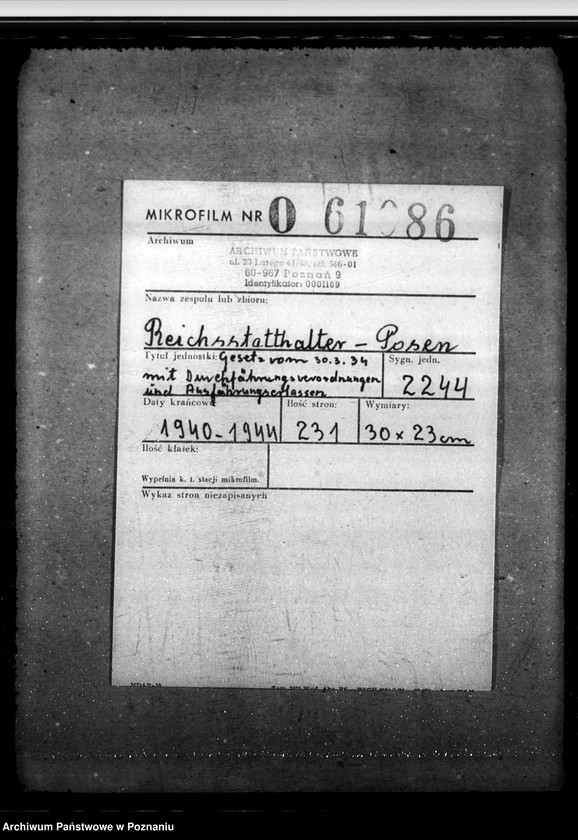 MIKROFILM NR O 61086
Archiwum
ARCHIWUM PAŃSTWOWE
ul. 23 Lutego 41/43, tel. 546-01
60-967 Poznań 9
Identyfikator: 0001109
Nazwa zespołu lub zbioru:
Reichsstatthalter - Posen
Tytuł jednostki: Gesetz vom 30.3.34
mit Durchführungsverordnungen
und Ausführungserlassen
Sygn. jedn.
2244
Daty krańcowe
1940-1944
Ilość stron:
231
Wymiary:
30 x 23 cm
Ilość klatek:
Wypełnia k. t. stacji mikrofilm.
Wykaz stron niezapisanych
Archiwum Państwowe w Poznaniu